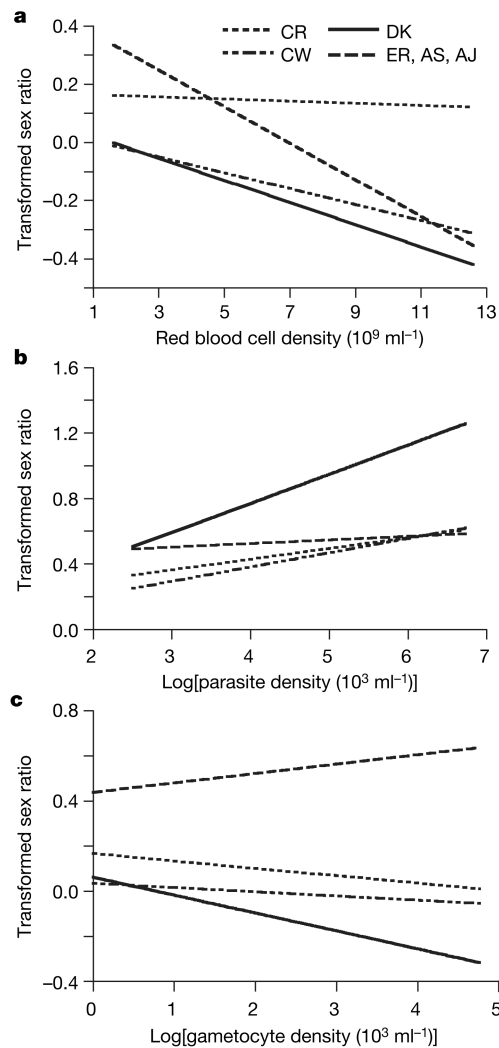 a
0.4
CR
DK
CW
ER, AS, AJ
0.2
0.0
−0.2
−0.4
Transformed sex ratio
1 3 5 7 9 11 13
Red blood cell density (10⁹ ml⁻¹)
b
1.6
1.2
0.8
0.4
0.0
Transformed sex ratio
2 3 4 5 6 7
Log[parasite density (10³ ml⁻¹)]
c
0.8
0.4
0.0
−0.4
Transformed sex ratio
0 1 2 3 4 5
Log[gametocyte density (10³ ml⁻¹)]